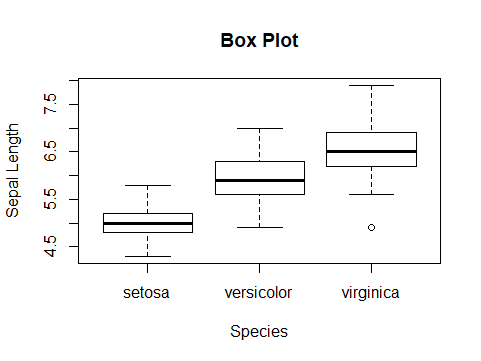 Box Plot
Sepal Length
7.5
6.5
5.5
4.5
setosa versicolor virginica
Species